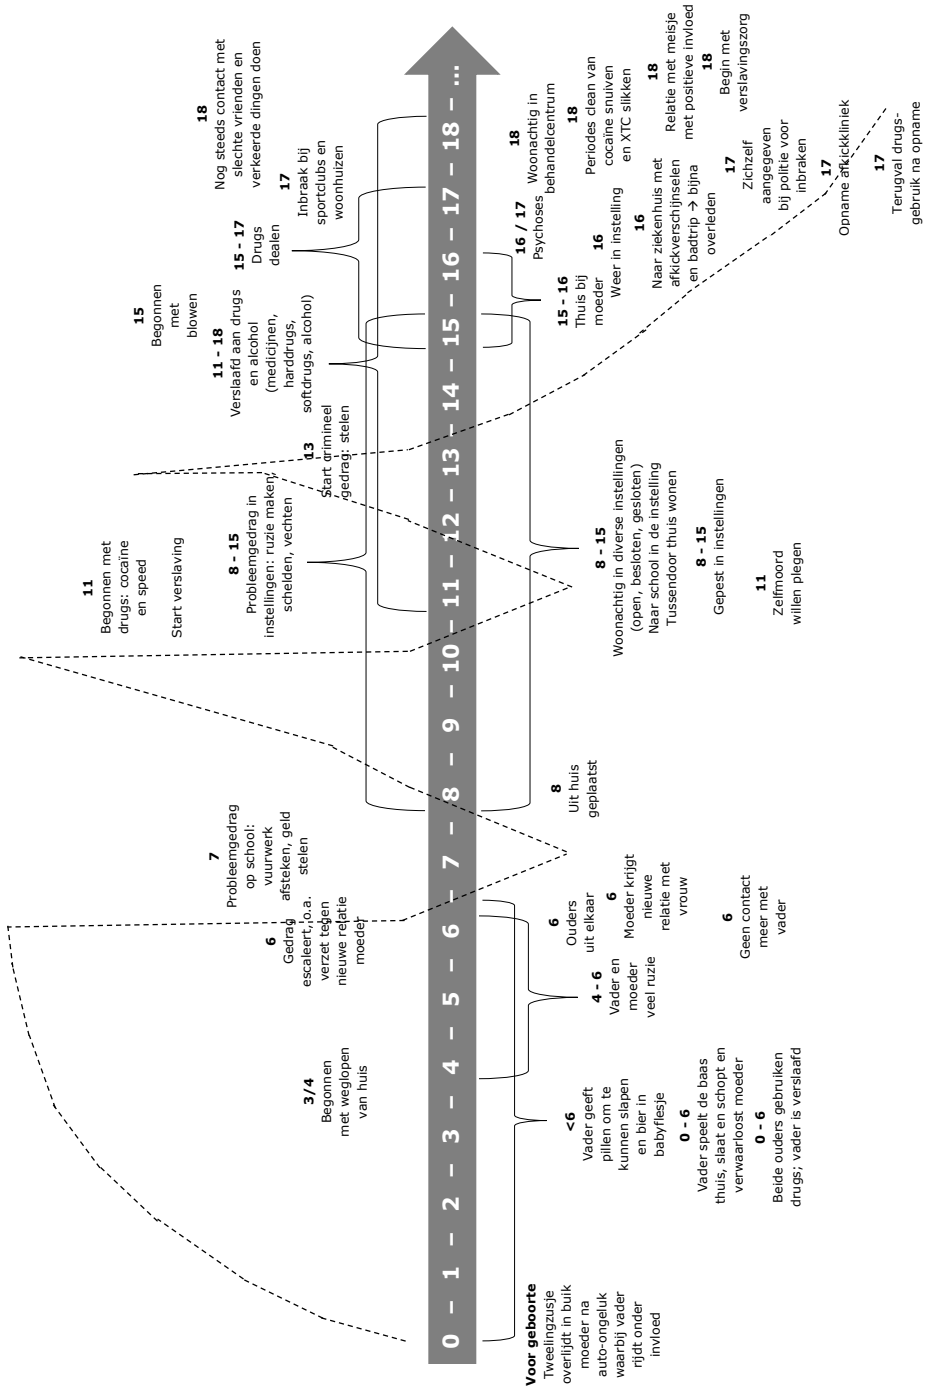 18
Nog steeds contact met
slechte vrienden en
verkeerde dingen doen
17
Inbraak bij
sportclubs en
woonhuizen
15 - 17
Drugs
dealen
15
Begonnen
met
blowen
11 - 18
Verslaafd aan drugs
en alcohol
(medicijnen,
harddrugs,
softdrugs, alcohol)
13
Start crimineel
gedrag: stelen
11
Begonnen met
drugs: cocaïne
en speed
Start verslaving
8 - 15
Probleemgedrag in
instellingen: ruzie maken,
schelden, vechten
7
Probleemgedrag
op school:
vuurwerk
afsteken, geld
stelen
6
Gedrag
escaleert, o.a.
verzet tegen
nieuwe relatie
moeder
3/4
Begonnen
met weglopen
van huis
0 – 1 – 2 – 3 – 4 – 5 – 6 – 7 – 8 – 9 – 10 – 11 – 12 – 13 – 14 – 15 – 16 – 17 – 18 – ...
Voor geboorte
Tweelingzusje
overlijdt in buik
moeder na
auto-ongeluk
waarbij vader
rijdt onder
invloed
<6
Vader geeft
pillen om te
kunnen slapen
en bier in
babyflesje
0 - 6
Vader speelt de baas
thuis, slaat en schopt en
verwaarloost moeder
0 - 6
Beide ouders gebruiken
drugs; vader is verslaafd
4 - 6
Vader en
moeder
veel ruzie
6
Ouders
uit elkaar
6
Moeder krijgt
nieuwe
relatie met
vrouw
6
Geen contact
meer met
vader
8
Uit huis
geplaatst
8 - 15
Woonachtig in diverse instellingen
(open, besloten, gesloten)
Naar school in de instelling
Tussendoor thuis wonen
8 - 15
Gepest in instellingen
11
Zelfmoord
willen plegen
15 - 16
Thuis bij
moeder
16 / 17
Psychoses
16
Weer in instelling
16
Naar ziekenhuis met
afkickverschijnselen
en badtrip → bijna
overleden
17
Zichzelf
aangegeven
bij politie voor
inbraken
17
Opname afkickkliniek
17
Terugval drugs-
gebruik na opname
18
Woonachtig in
behandelcentrum
18
Periodes clean van
cocaïne snuiven
en XTC slikken
18
Relatie met meisje
met positieve invloed
18
Begin met
verslavingszorg